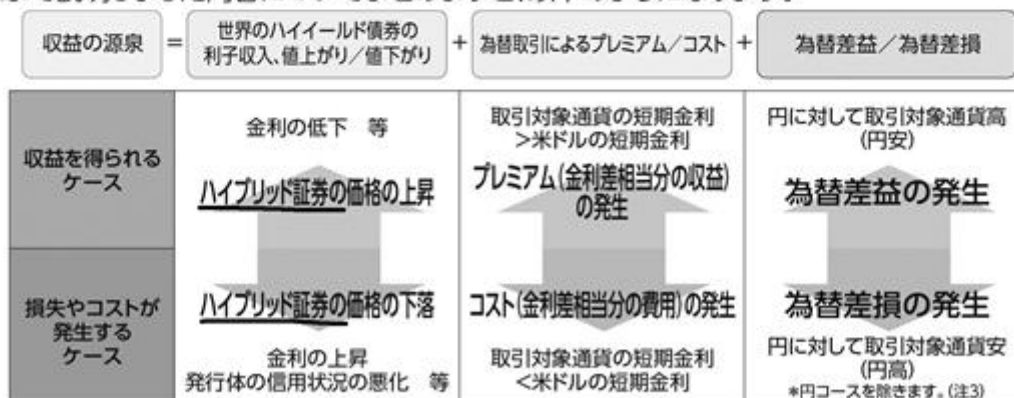 収益の源泉 = 世界のハイイールド債券の
利子収入、値上がり／値下がり + 為替取引によるプレミアム／コスト + 為替差益／為替差損
収益を得られる
ケース
金利の低下 等
ハイブリッド証券の価格の上昇
取引対象通貨の短期金利
>米ドルの短期金利
プレミアム(金利差相当分の収益)
の発生
円に対して取引対象通貨高
(円安)
為替差益の発生
損失やコストが
発生する
ケース
ハイブリッド証券の価格の下落
金利の上昇
発行体の信用状況の悪化 等
コスト(金利差相当分の費用)の発生
取引対象通貨の短期金利
<米ドルの短期金利
為替差損の発生
円に対して取引対象通貨安
(円高)
*円コースを除きます。(注3)